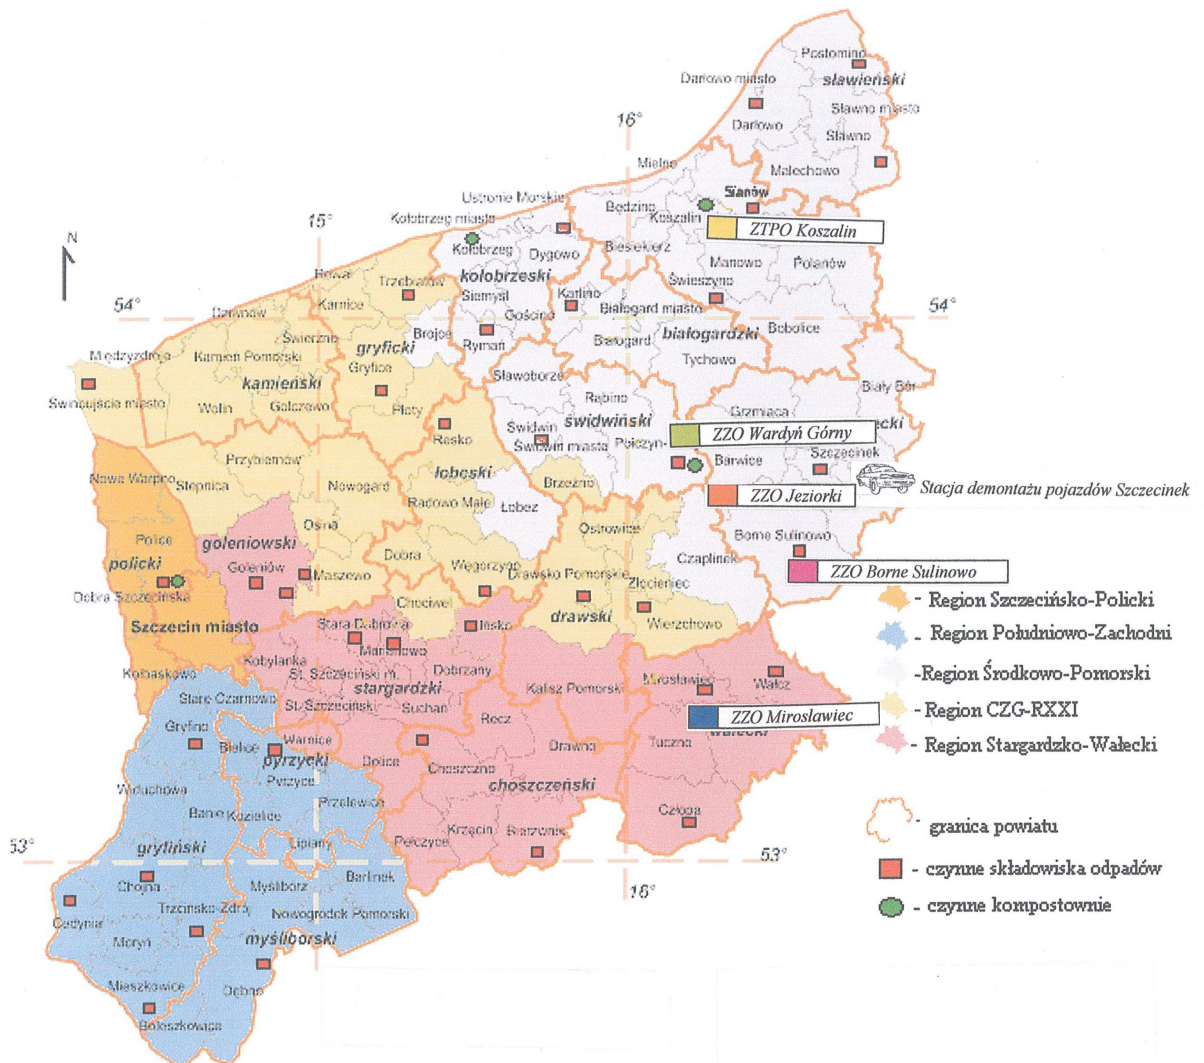 Postomino
Darłowo miasto
sławieński
Sławno miasto
16°
Darłowo
Sławno
Mielno
Malechowo
Sianów
Ustronie Morskie
Będzino
Kołobrzeg miasto
Koszalin
15°
ZTPO Koszalin
N
Kołobrzeg
Dygowo
Biesiekierz
Manowo
Polanów
Rewal
kołobrzeski
Trzebiatów
Świeszyno
Siemyśl
Karlino
54°
Karnice
Gościno
Białogard miasto
54°
Dziwnów
Brojce
Bobolice
Świerzno
Rymań
Białogard
białogardzki
Międzyzdroje
Kamień Pomorski
gryficki
Tychowo
Gryfice
Sławoborze
kamieński
Biały Bór
Świnoujście miasto
Wolin
Golczewo
Płoty
Rąbino
Grzmiąca
Resko
świdwiński
Świdwin
ecki
ZZO Wardyń Górny
Świdwin miasta
Połczyn-
Przybiernów
Barwice
Szczecinek
łobeski
Nowe Warpno
Stepnica
Nowogard
Brzeżno
ZZO Jeziorki
Stacja demontażu pojazdów Szczecinek
Radowo Małe
Łobez
Osina
Ostrowice
Police
goleniowski
Borne Sulinowo
Dobra
Czaplinek
policki
Goleniów
Maszewo
Węgorzyno
Drawsko Pomorskie
ZZO Borne Sulinowo
Złocieniec
Dobra Szczecińska
Chociwel
- Region Szczecińsko-Policki
drawski
Wierzchowo
Szczecin miasto
Stara Dąbrowa
Ińsko
- Region Południowo-Zachodni
Marianowo
Kobylanka
Dobrzany
Kołbaskowo
St. Szczeciński m.
Mirosławiec
Wałcz
-Region Środkowo-Pomorski
stargardzki
Kalisz Pomorski
Stare Czarnowo
St. Szczeciński
Suchań
- Region CZG-RXXI
Recz
ZZO Mirosławiec
Gryfino
Warnice
wałecki
Bielice
Tuczno
- Region Stargardzko-Wałecki
pyrzycki
Dolice
Drawno
Choszczno
Pyrzyce
choszczeński
Widuchowa
Przelewice
Banie
Kozielice
Człopa
- granica powiatu
Krzęcin
Bierzwnik
53°
Lipiany
Pełczyce
gryfiński
53°
Barlinek
- czynne składowiska odpadów
Chojna
Myślibórz
16°
Cedynia
Trzcińsko-Zdrój
Nowogródek Pomorski
- czynne kompostownie
Moryń
myśliborski
Mieszkowice
Dębno
Boleszkowice